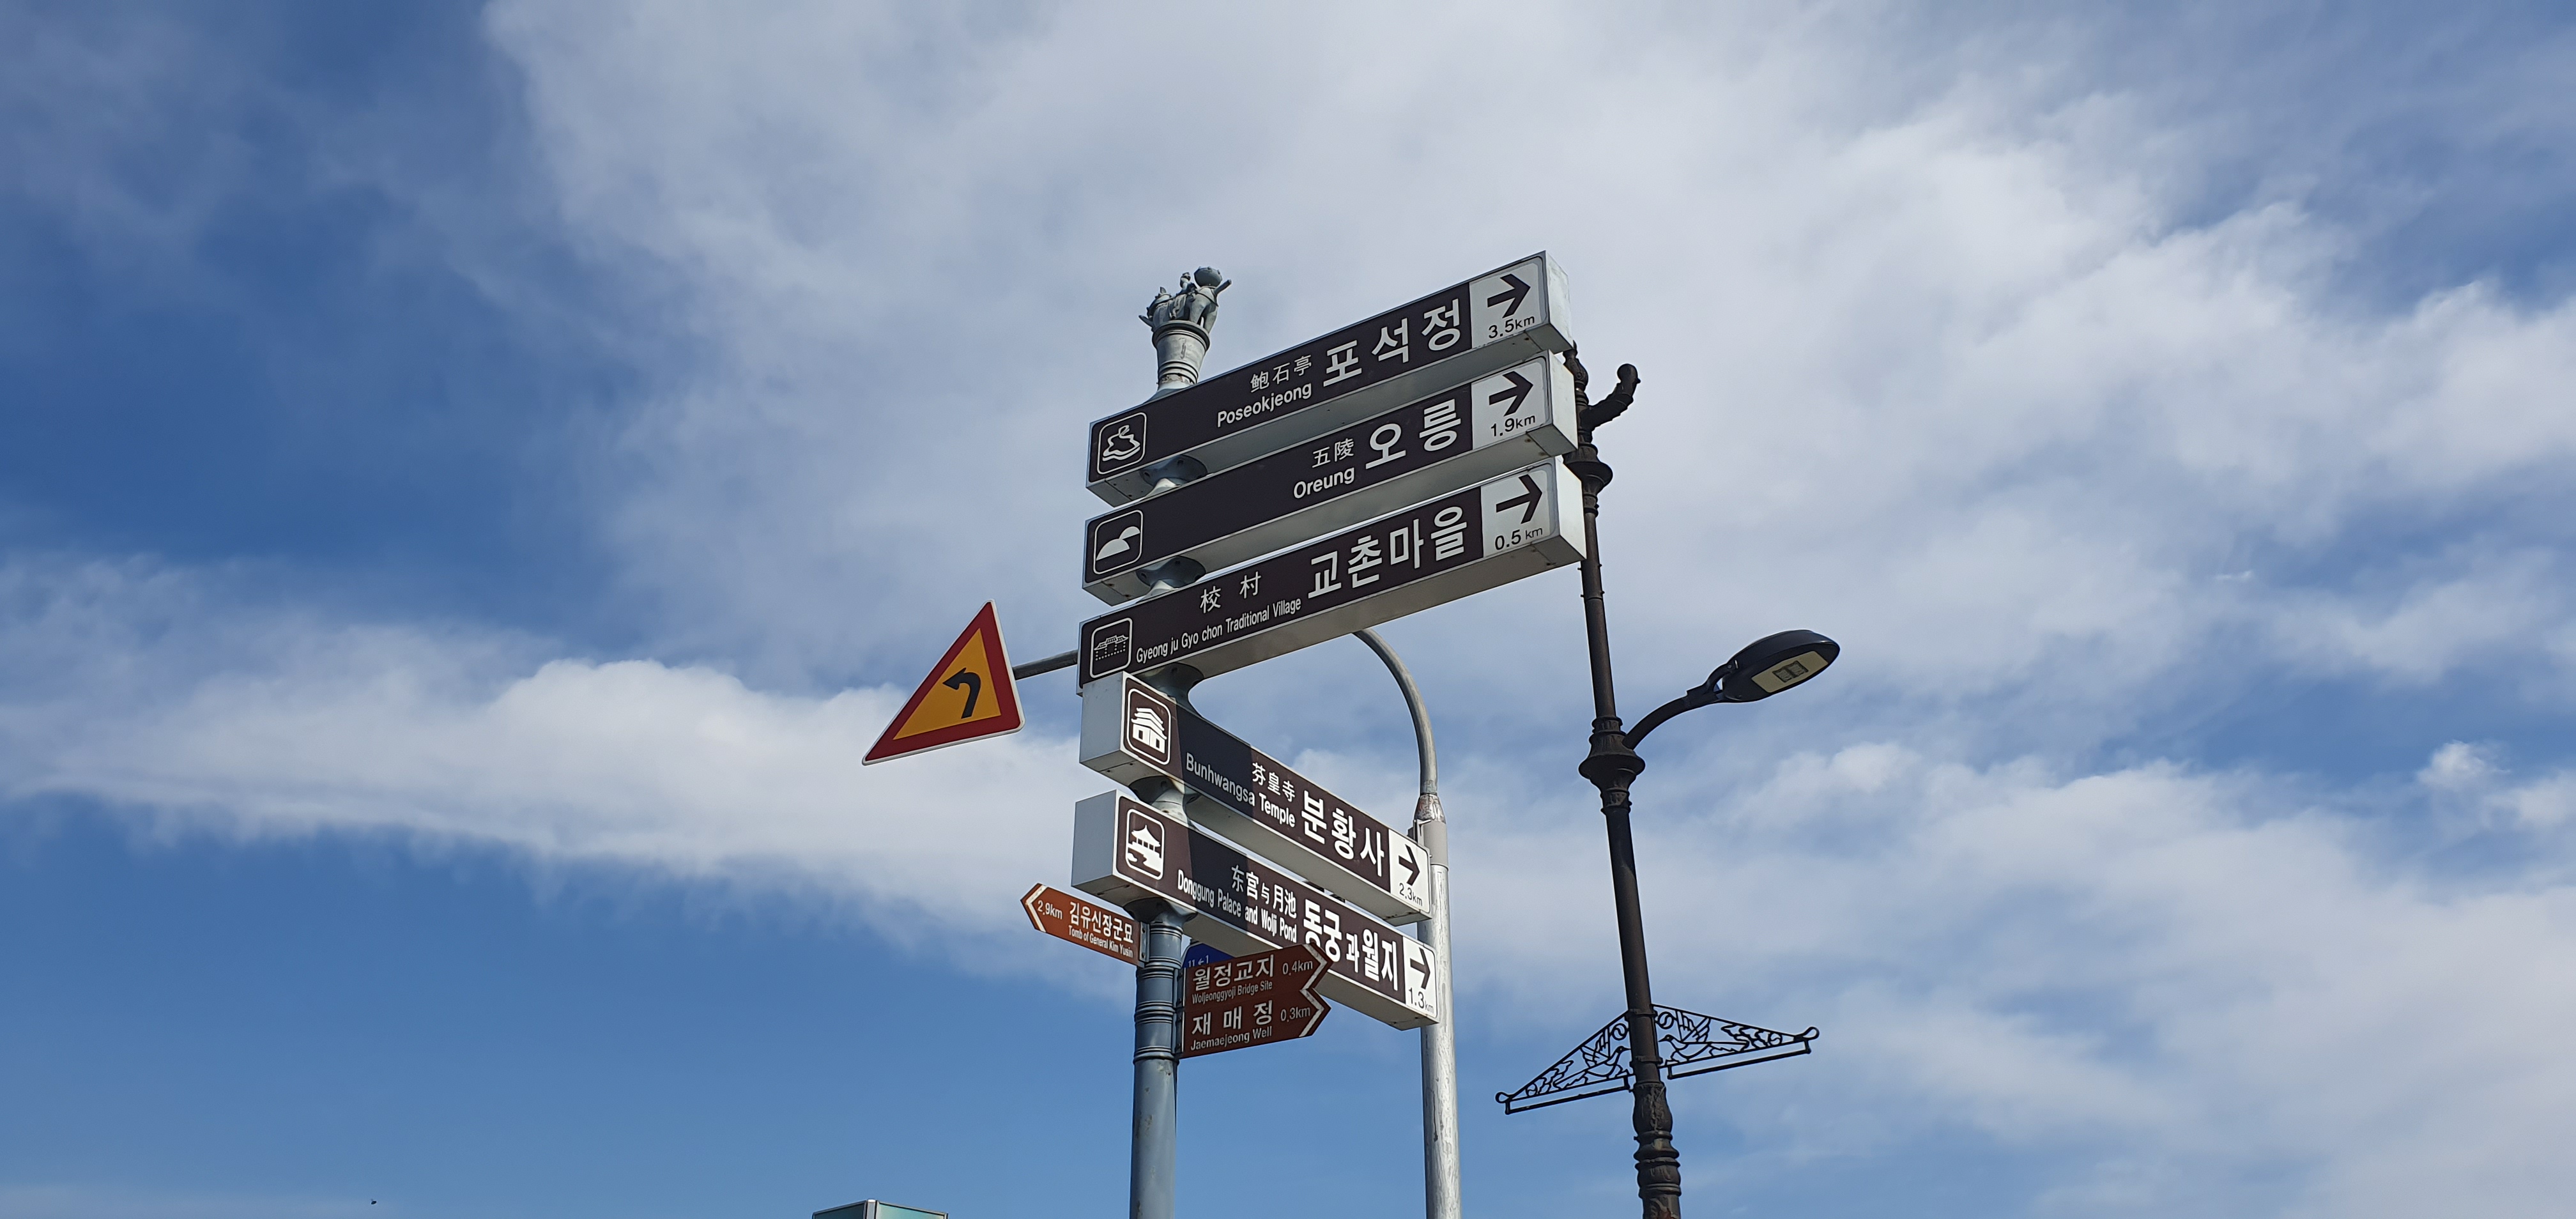 鲍石亭
Poseokjeong
포석정
3.5km
五陵
Oreung
오릉
1.9km
校村
Gyeong ju Gyo chon Traditional Village
교촌마을
0.5 km
芬皇寺
Bunhwangsa Temple
분황사
2.3km
东宫与月池
Donggung Palace and Wolji Pond
동궁과월지
1.3km
2.9km 김유신장군묘
Tomb of General Kim Yusin
월정교지 0.4km
Woljeonggyoji Bridge Site
재매정 0.3km
Jaemaejeong Well